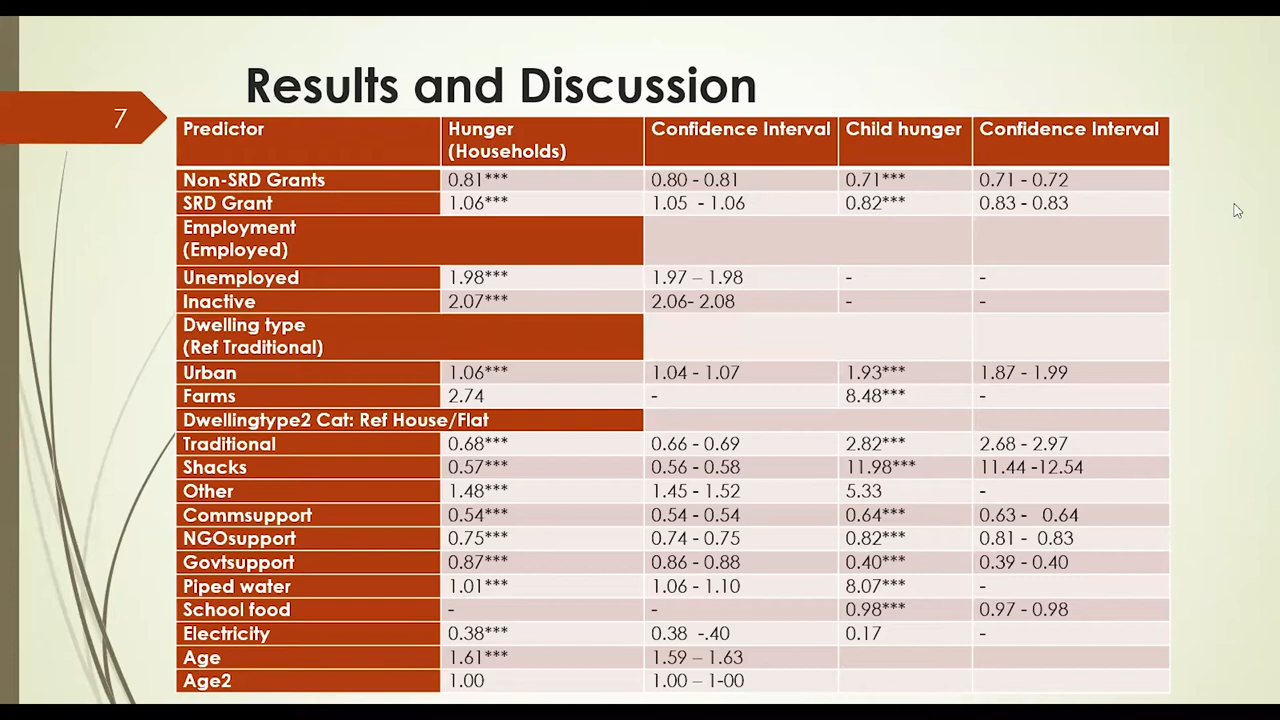 Results and Discussion
7
Predictor Hunger (Households) Confidence Interval Child hunger Confidence Interval
Non-SRD Grants 0.81*** 0.80 - 0.81 0.71*** 0.71 - 0.72
SRD Grant 1.06*** 1.05 - 1.06 0.82*** 0.83 - 0.83
Employment
(Employed)
Unemployed 1.98*** 1.97 – 1.98 - -
Inactive 2.07*** 2.06- 2.08 - -
Dwelling type
(Ref Traditional)
Urban 1.06*** 1.04 - 1.07 1.93*** 1.87 - 1.99
Farms 2.74 - 8.48*** -
Dwellingtype2 Cat: Ref House/Flat
Traditional 0.68*** 0.66 - 0.69 2.82*** 2.68 - 2.97
Shacks 0.57*** 0.56 - 0.58 11.98*** 11.44 -12.54
Other 1.48*** 1.45 - 1.52 5.33 -
Commsupport 0.54*** 0.54 - 0.54 0.64*** 0.63 - 0.64
NGOsupport 0.75*** 0.74 - 0.75 0.82*** 0.81 - 0.83
Govtsupport 0.87*** 0.86 - 0.88 0.40*** 0.39 - 0.40
Piped water 1.01*** 1.06 - 1.10 8.07*** -
School food - - 0.98*** 0.97 - 0.98
Electricity 0.38*** 0.38 -.40 0.17 -
Age 1.61*** 1.59 – 1.63
Age2 1.00 1.00 – 1-00